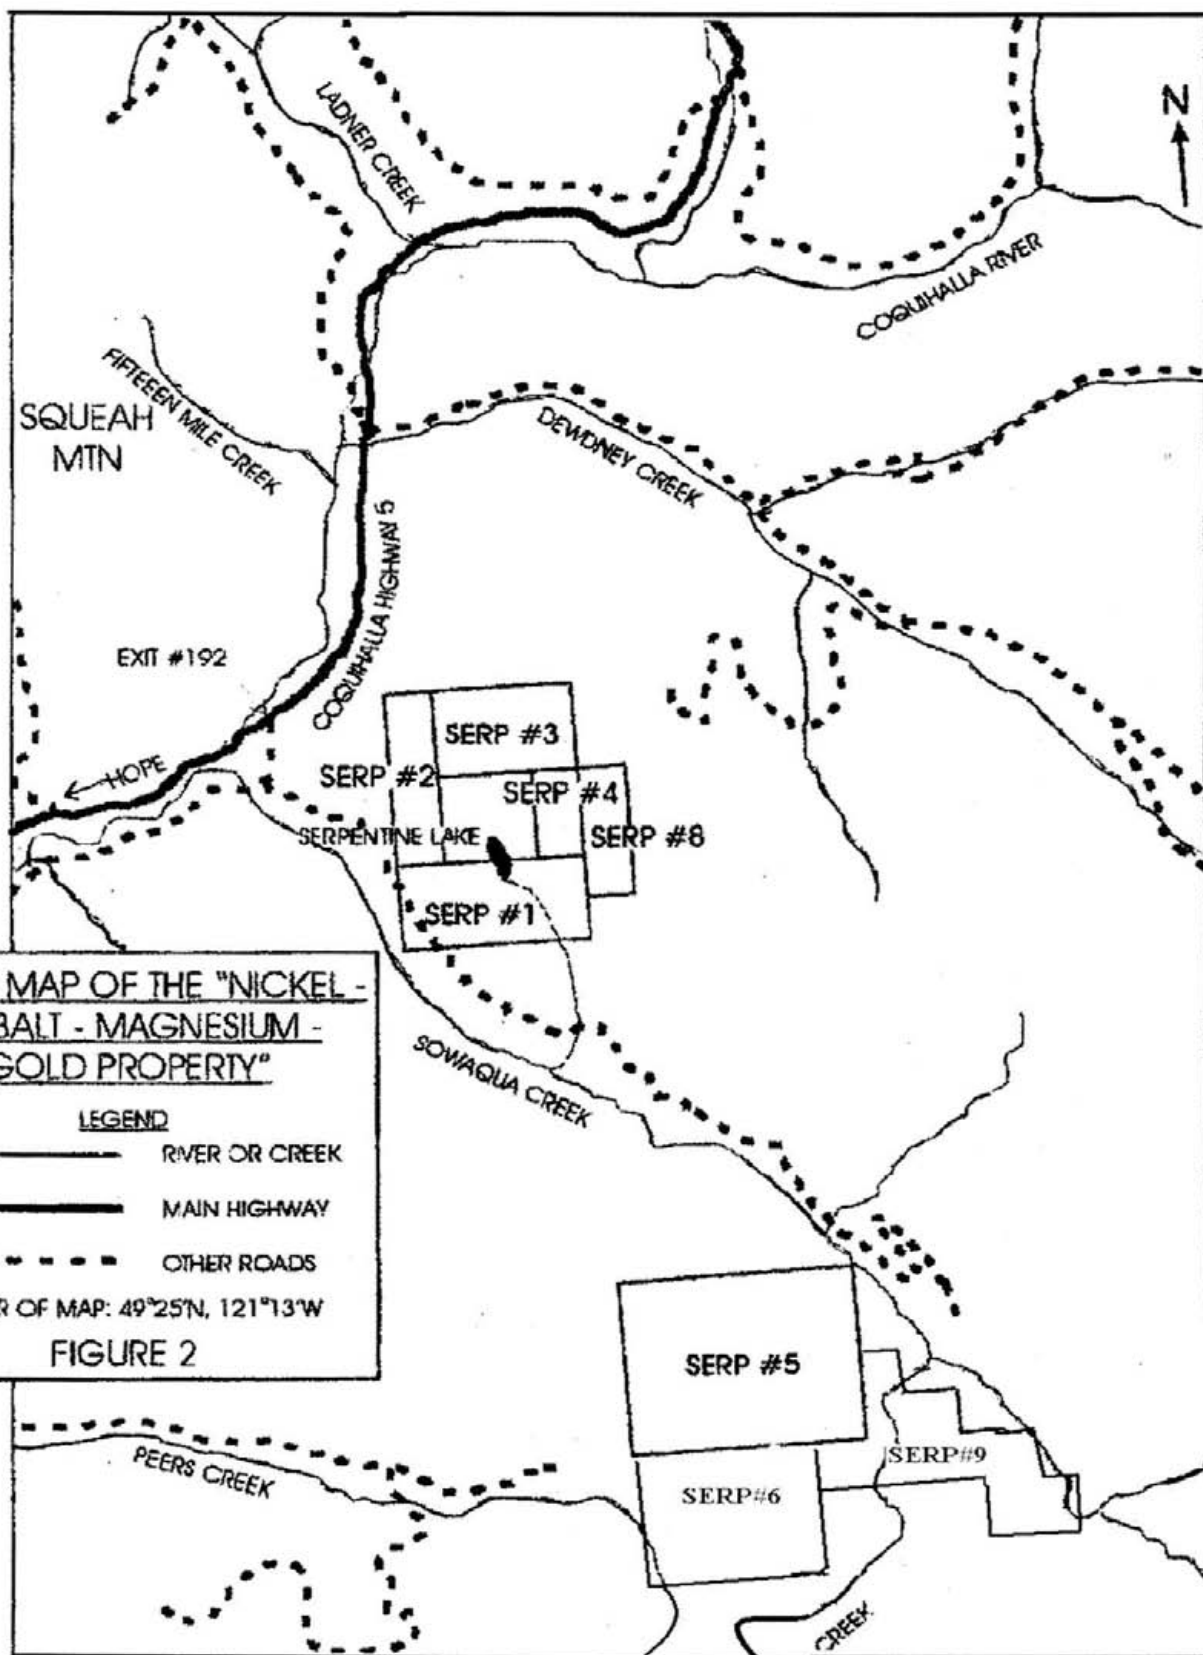 LADNER CREEK
N
COQUIHALLA RIVER
FIFTEEEN MILE CREEK
SQUEAH
MTN
DEWDNEY CREEK
COQUIHALLA HIGHWAY 5
EXIT #192
HOPE
SERP #3
SERP #2
SERP #4
SERPENTINE LAKE
SERP #8
SERP #1
MAP OF THE "NICKEL -
BALT - MAGNESIUM -
GOLD PROPERTY"
LEGEND
RIVER OR CREEK
MAIN HIGHWAY
OTHER ROADS
R OF MAP: 49°25'N, 121°13'W
FIGURE 2
SOWAQUA CREEK
SERP #5
SERP#9
SERP#6
PEERS CREEK
CREEK